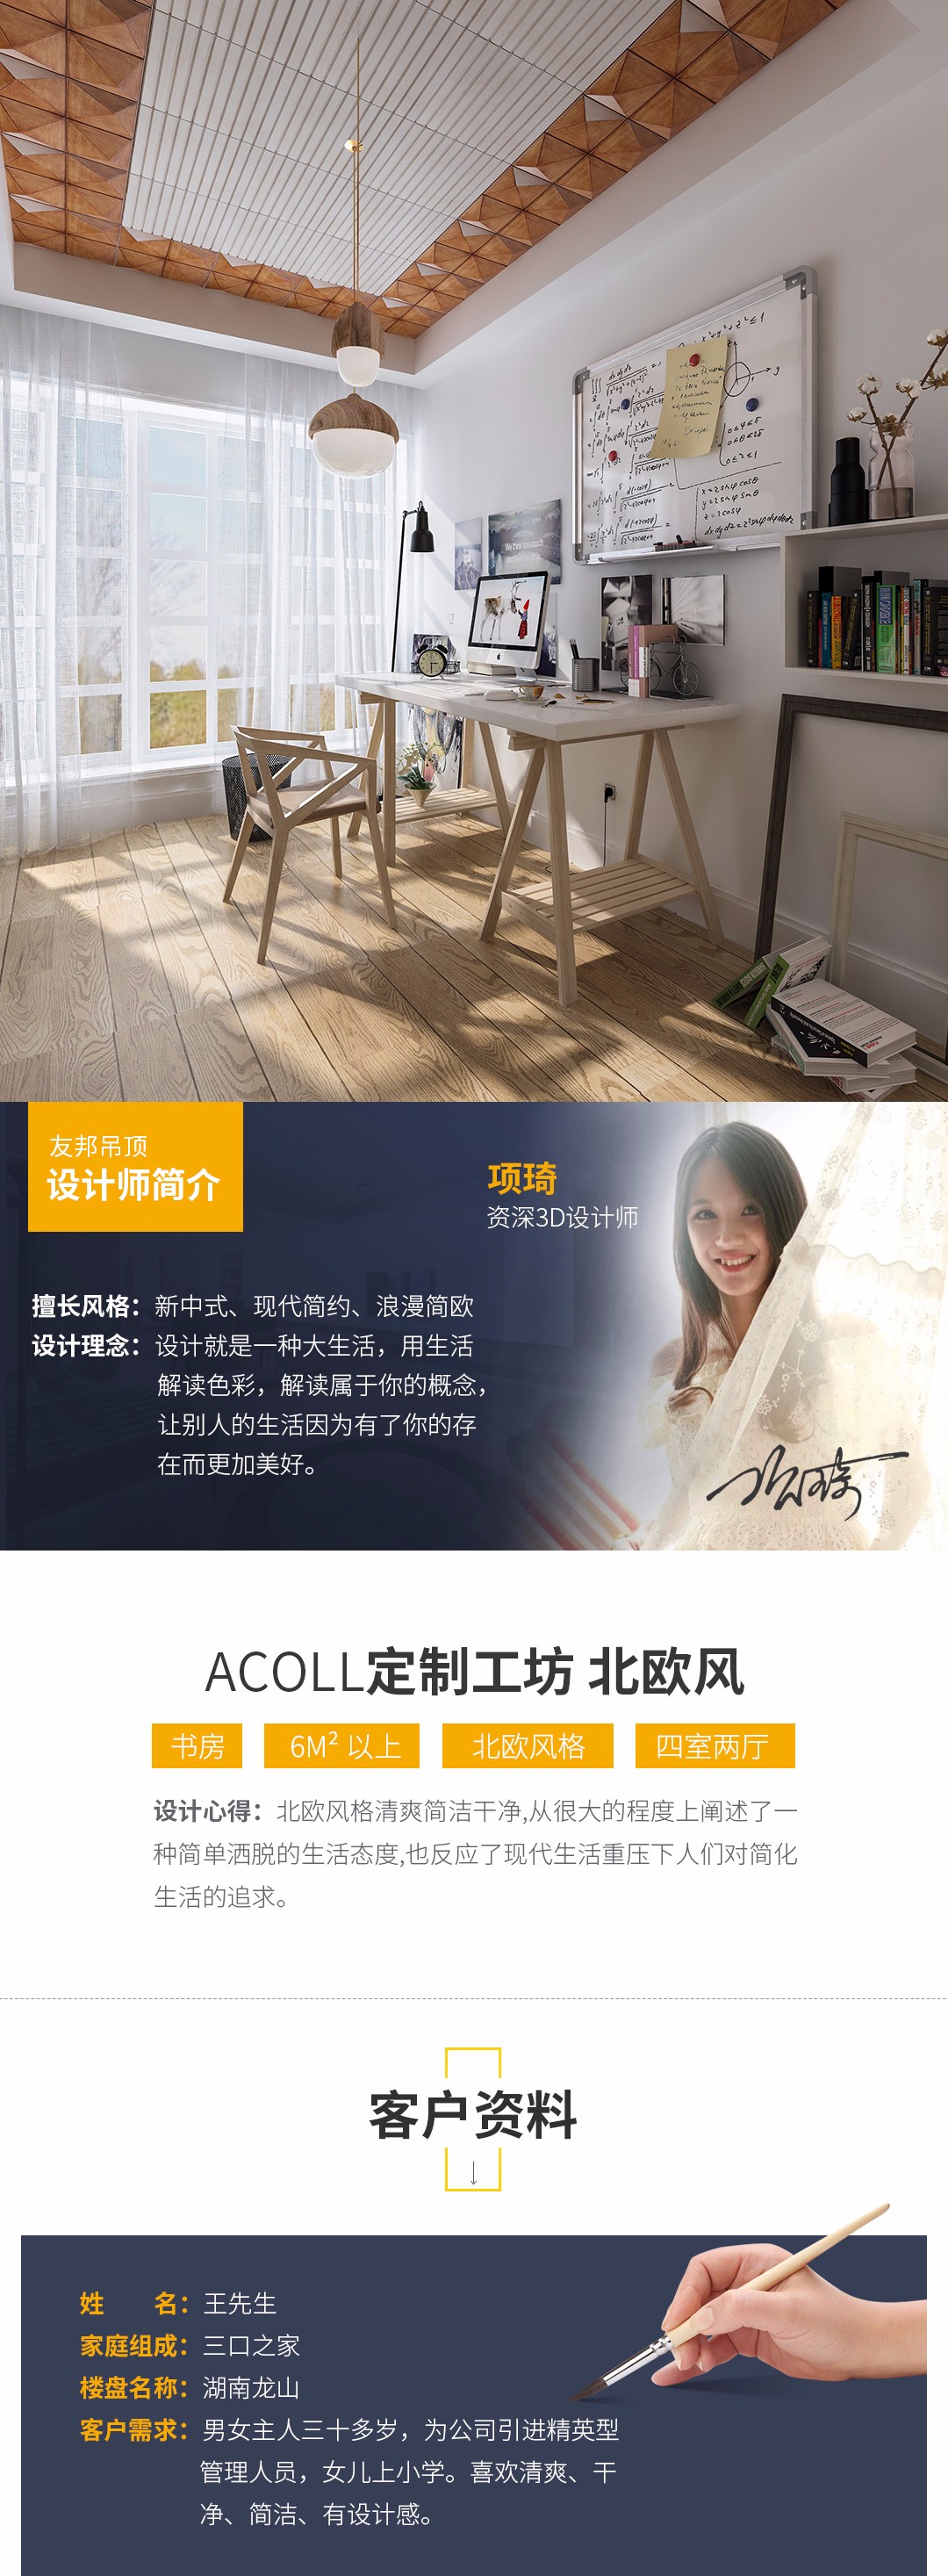 友邦吊顶
设计师简介
项琦
资深3D设计师
擅长风格：新中式、现代简约、浪漫简欧
设计理念：设计就是一种大生活，用生活
解读色彩，解读属于你的概念，
让别人的生活因为有了你的存
在而更加美好。
ACOLL定制工坊 北欧风
书房 6M² 以上 北欧风格 四室两厅
设计心得：北欧风格清爽简洁干净,从很大的程度上阐述了一
种简单洒脱的生活态度,也反应了现代生活重压下人们对简化
生活的追求。
客户资料
姓 名：王先生
家庭组成：三口之家
楼盘名称：湖南龙山
客户需求：男女主人三十多岁，为公司引进精英型
管理人员，女儿上小学。喜欢清爽、干
净、简洁、有设计感。